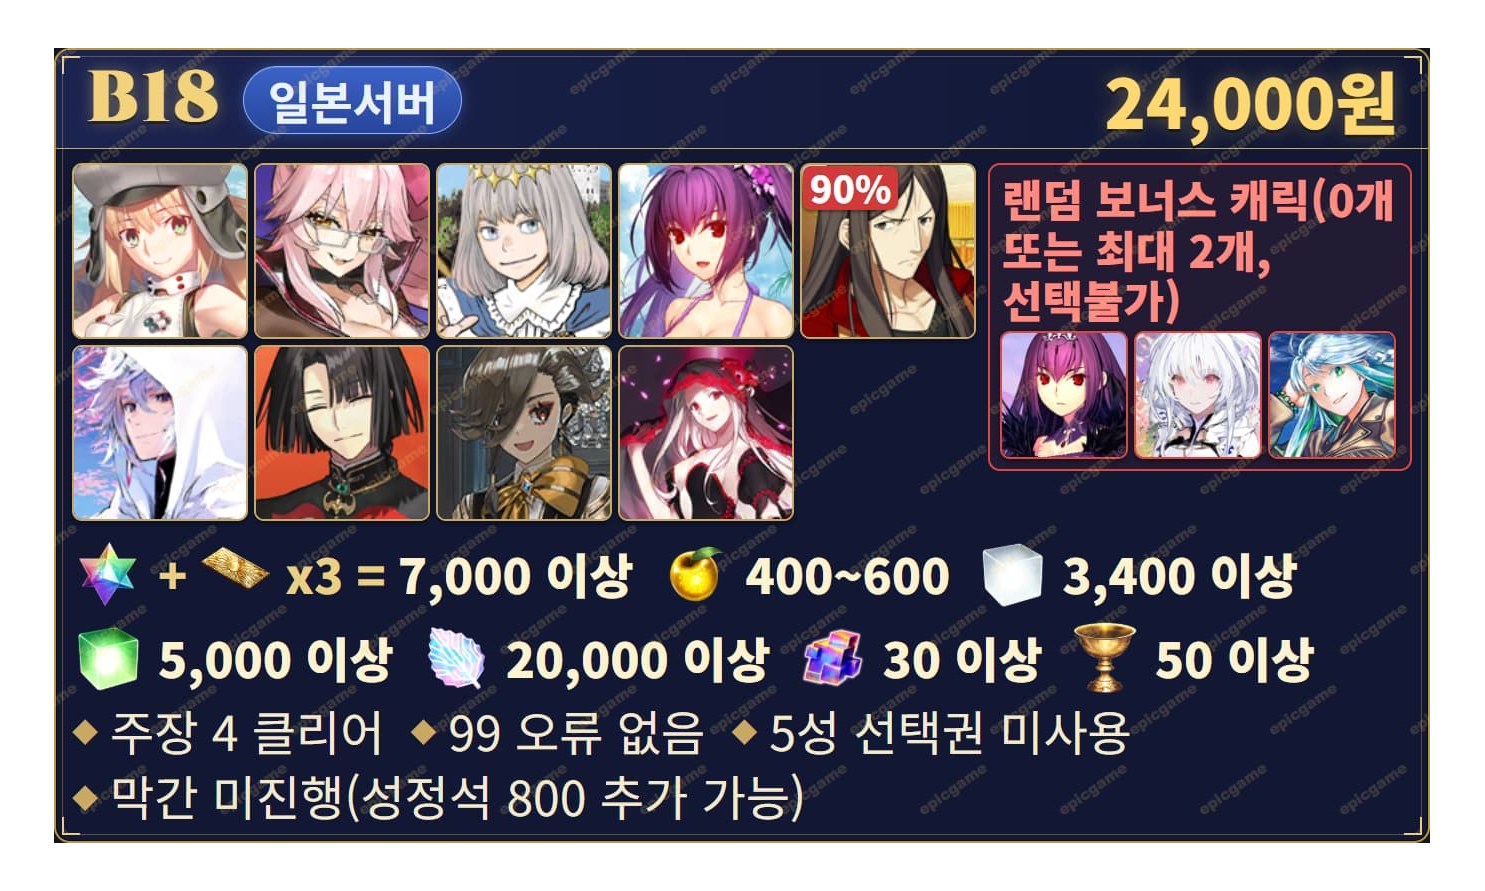 B18 일본서버 24,000원
90%
랜덤 보너스 캐릭(0개
또는 최대 2개,
선택불가)
+ x3 = 7,000 이상 400~600 3,400 이상
5,000 이상 20,000 이상 30 이상 50 이상
◆ 주장 4 클리어 ◆ 99 오류 없음 ◆ 5성 선택권 미사용
◆ 막간 미진행(성정석 800 추가 가능)
epicgame